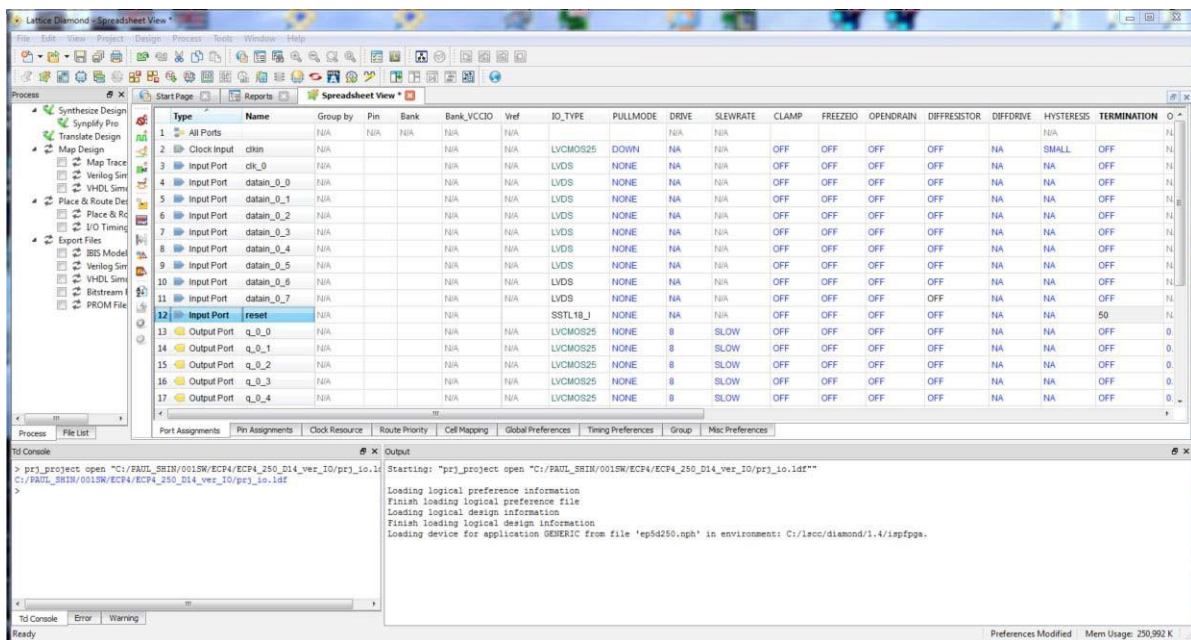 Lattice Diamond - Spreadsheet View *
File Edit View Project Design Process Tools Window Help
Process
Synthesize Design
Synplify Pro
Translate Design
Map Design
Map Trace
Verilog Sim
VHDL Simu
Place & Route Des
Place & Ro
I/O Timing
Export Files
IBIS Model
Verilog Sim
VHDL Simu
Bitstream F
PROM File
Process File List
Start Page Reports Spreadsheet View *
Type Name Group by Pin Bank Bank_VCCIO Vref IO_TYPE PULLMODE DRIVE SLEWRATE CLAMP FREEZEIO OPENDRAIN DIFFRESISTOR DIFFDRIVE HYSTERESIS TERMINATION O
1 All Ports N/A N/A N/A N/A N/A N/A N/A N/A N
2 Clock Input clkin N/A N/A N/A LVCMOS25 DOWN NA N/A OFF OFF OFF OFF NA SMALL OFF N
3 Input Port clk_0 N/A N/A N/A LVDS NONE NA N/A OFF OFF OFF OFF NA NA OFF N
4 Input Port datain_0_0 N/A N/A N/A LVDS NONE NA N/A OFF OFF OFF OFF NA NA OFF N
5 Input Port datain_0_1 N/A N/A N/A LVDS NONE NA N/A OFF OFF OFF OFF NA NA OFF N
6 Input Port datain_0_2 N/A N/A N/A LVDS NONE NA N/A OFF OFF OFF OFF NA NA OFF N
7 Input Port datain_0_3 N/A N/A N/A LVDS NONE NA N/A OFF OFF OFF OFF NA NA OFF N
8 Input Port datain_0_4 N/A N/A N/A LVDS NONE NA N/A OFF OFF OFF OFF NA NA OFF N
9 Input Port datain_0_5 N/A N/A N/A LVDS NONE NA N/A OFF OFF OFF OFF NA NA OFF N
10 Input Port datain_0_6 N/A N/A N/A LVDS NONE NA N/A OFF OFF OFF OFF NA NA OFF N
11 Input Port datain_0_7 N/A N/A N/A LVDS NONE NA N/A OFF OFF OFF OFF NA NA OFF N
12 Input Port reset N/A N/A SSTL18_I NONE NA N/A OFF OFF OFF OFF NA NA 50 N
13 Output Port q_0_0 N/A N/A N/A LVCMOS25 NONE 8 SLOW OFF OFF OFF OFF NA NA OFF 0.
14 Output Port q_0_1 N/A N/A N/A LVCMOS25 NONE 8 SLOW OFF OFF OFF OFF NA NA OFF 0.
15 Output Port q_0_2 N/A N/A N/A LVCMOS25 NONE 8 SLOW OFF OFF OFF OFF NA NA OFF 0.
16 Output Port q_0_3 N/A N/A N/A LVCMOS25 NONE 8 SLOW OFF OFF OFF OFF NA NA OFF 0.
17 Output Port q_0_4 N/A N/A N/A LVCMOS25 NONE 8 SLOW OFF OFF OFF OFF NA NA OFF 0.
Port Assignments Pin Assignments Clock Resource Route Priority Cell Mapping Global Preferences Timing Preferences Group Misc Preferences
Tcl Console
> prj_project open "C:/PAUL_SHIN/001SW/ECP4/ECP4_250_D14_ver_IO/prj_io.ld
C:/PAUL_SHIN/001SW/ECP4/ECP4_250_D14_ver_IO/prj_io.ldf
>
Tcl Console Error Warning
Output
Starting: "prj_project open "C:/PAUL_SHIN/001SW/ECP4/ECP4_250_D14_ver_IO/prj_io.ldf""
Loading logical preference information
Finish loading logical preference file
Loading logical design information
Finish loading logical design information
Loading device for application GENERIC from file 'ep5d250.nph' in environment: C:/lscc/diamond/1.4/ispfpga.
Ready
Preferences Modified Mem Usage: 250,992 K